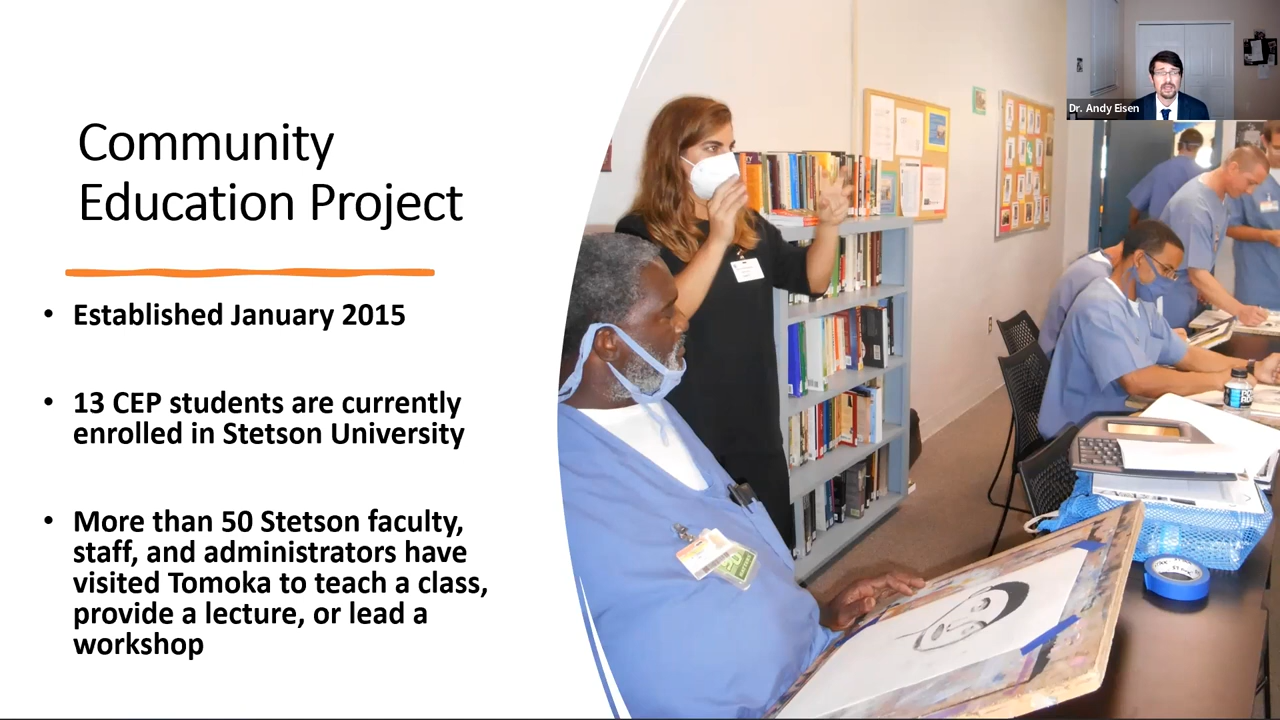 Dr. Andy Eisen
Community
Education Project
• Established January 2015
• 13 CEP students are currently
enrolled in Stetson University
• More than 50 Stetson faculty,
staff, and administrators have
visited Tomoka to teach a class,
provide a lecture, or lead a
workshop